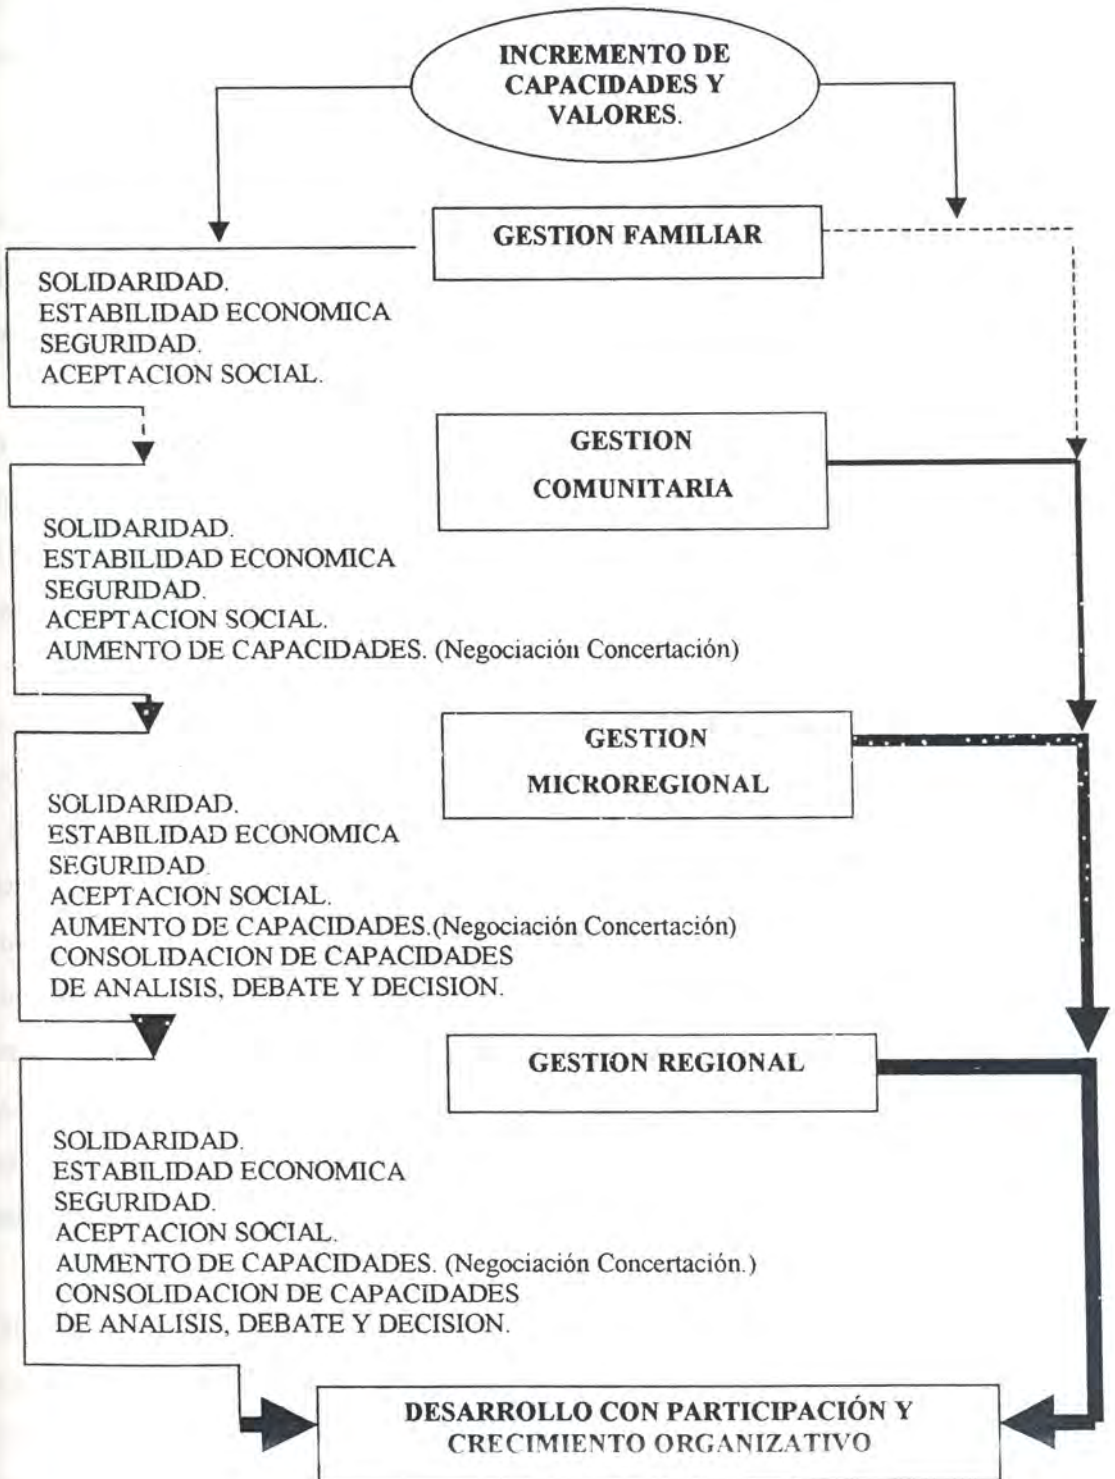 INCREMENTO DE
CAPACIDADES Y
VALORES.
GESTION FAMILIAR
SOLIDARIDAD.
ESTABILIDAD ECONOMICA
SEGURIDAD.
ACEPTACION SOCIAL.
GESTION
COMUNITARIA
SOLIDARIDAD.
ESTABILIDAD ECONOMICA
SEGURIDAD.
ACEPTACION SOCIAL.
AUMENTO DE CAPACIDADES. (Negociación Concertación)
GESTION
MICROREGIONAL
SOLIDARIDAD.
ESTABILIDAD ECONOMICA
SEGURIDAD.
ACEPTACION SOCIAL.
AUMENTO DE CAPACIDADES.(Negociación Concertación)
CONSOLIDACION DE CAPACIDADES
DE ANALISIS, DEBATE Y DECISION.
GESTION REGIONAL
SOLIDARIDAD.
ESTABILIDAD ECONOMICA
SEGURIDAD.
ACEPTACION SOCIAL.
AUMENTO DE CAPACIDADES. (Negociación Concertación.)
CONSOLIDACION DE CAPACIDADES
DE ANALISIS, DEBATE Y DECISION.
DESARROLLO CON PARTICIPACIÓN Y
CRECIMIENTO ORGANIZATIVO